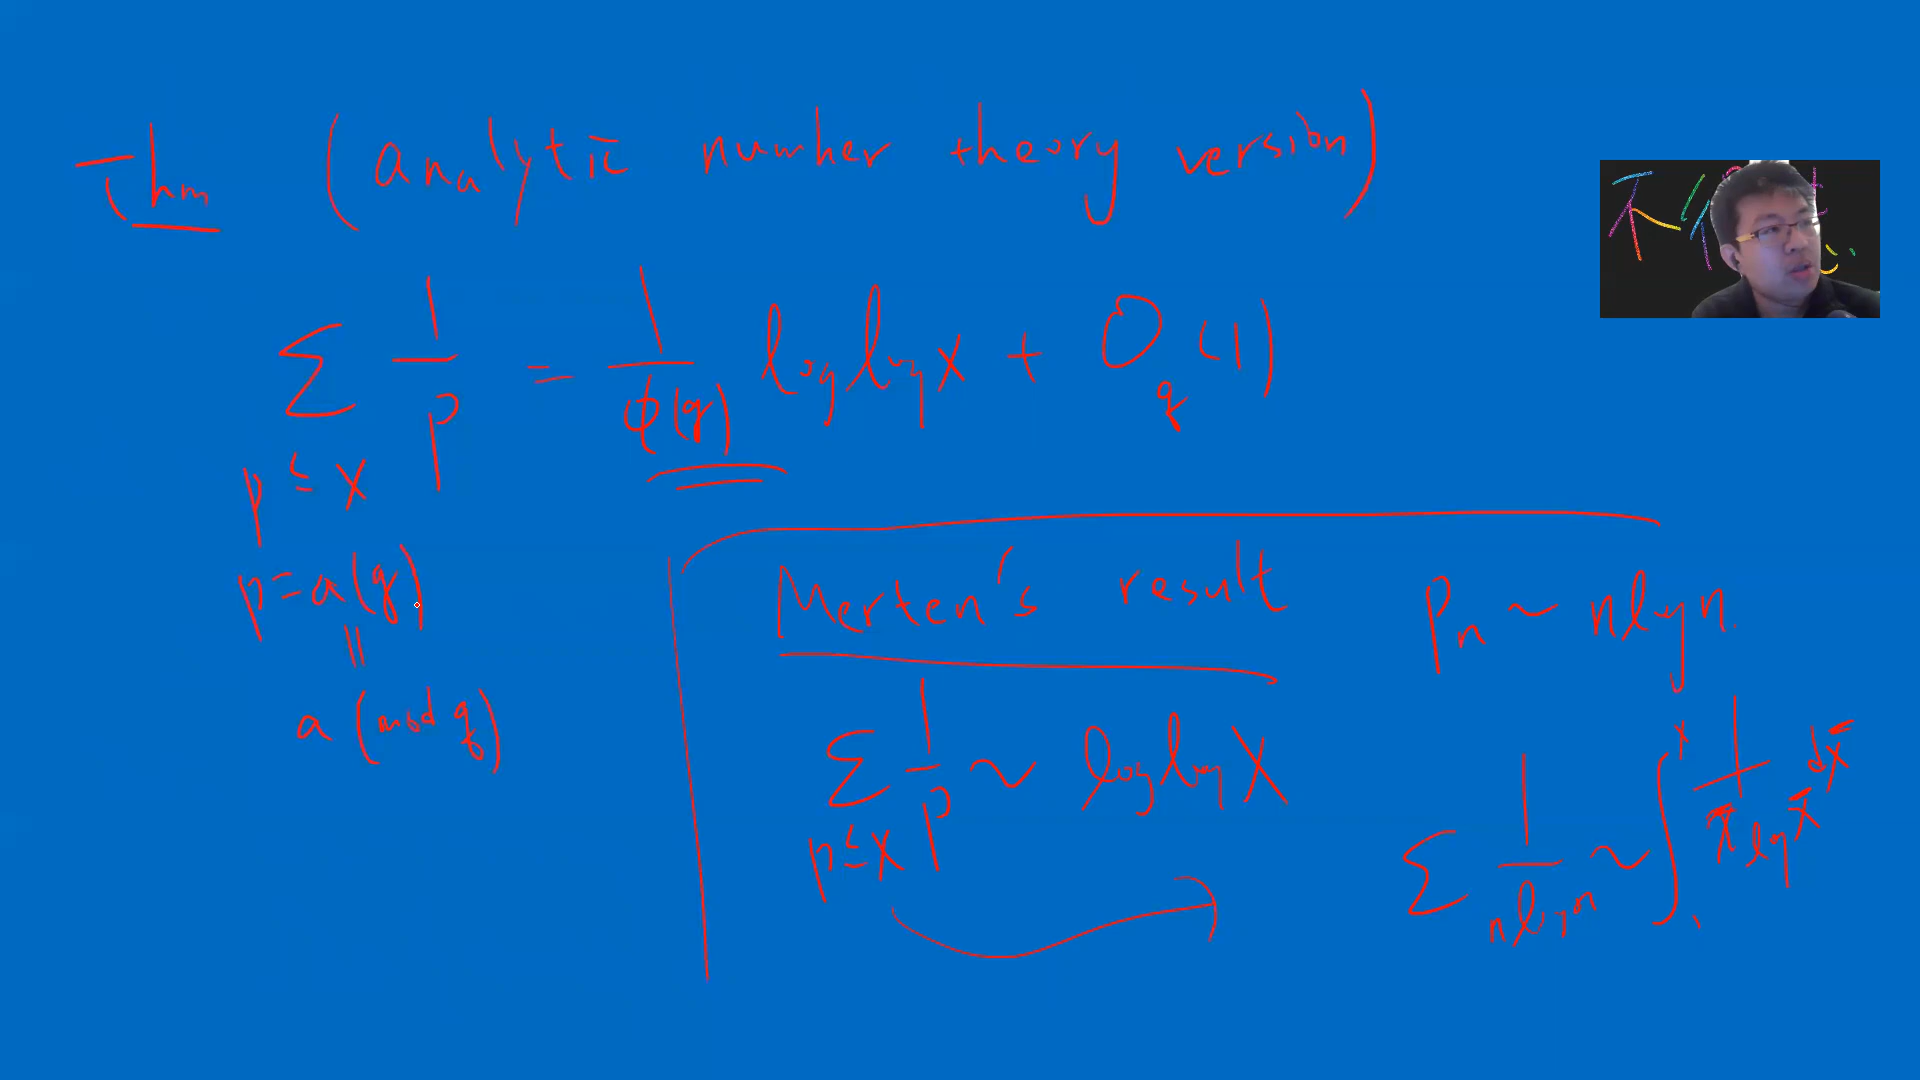 Thm (analytic number theory version)
∑ 1/p = 1/φ(q) log log x + O_q(1)
p ≤ x
p = a(q)
||
a (mod q)
Merten's result
∑ 1/p ~ log log x
p ≤ x
p_n ~ n log n
∑ 1/(n log n) ~ ∫ 1/(x log x) dx